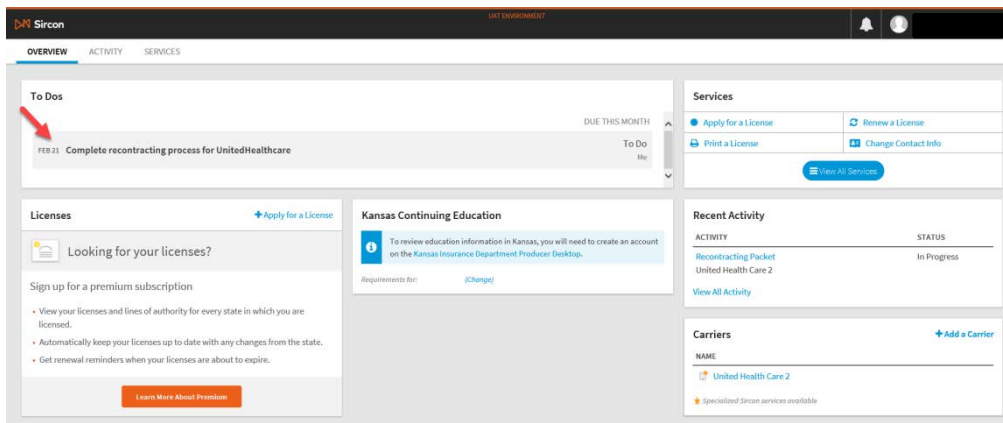 Sircon
UAT ENVIRONMENT
OVERVIEW ACTIVITY SERVICES
To Dos
DUE THIS MONTH
FEB 21 Complete recontracting process for UnitedHealthcare
To Do
Me
Services
Apply for a License
Renew a License
Print a License
Change Contact Info
View All Services
Licenses
Apply for a License
Looking for your licenses?
Sign up for a premium subscription
• View your licenses and lines of authority for every state in which you are
licensed.
• Automatically keep your licenses up to date with any changes from the state.
• Get renewal reminders when your licenses are about to expire.
Learn More About Premium
Kansas Continuing Education
To review education information in Kansas, you will need to create an account
on the Kansas Insurance Department Producer Desktop.
Requirements for: (Change)
Recent Activity
ACTIVITY STATUS
Recontracting Packet In Progress
United Health Care 2
View All Activity
Carriers
+Add a Carrier
NAME
United Health Care 2
Specialized Sircon services available